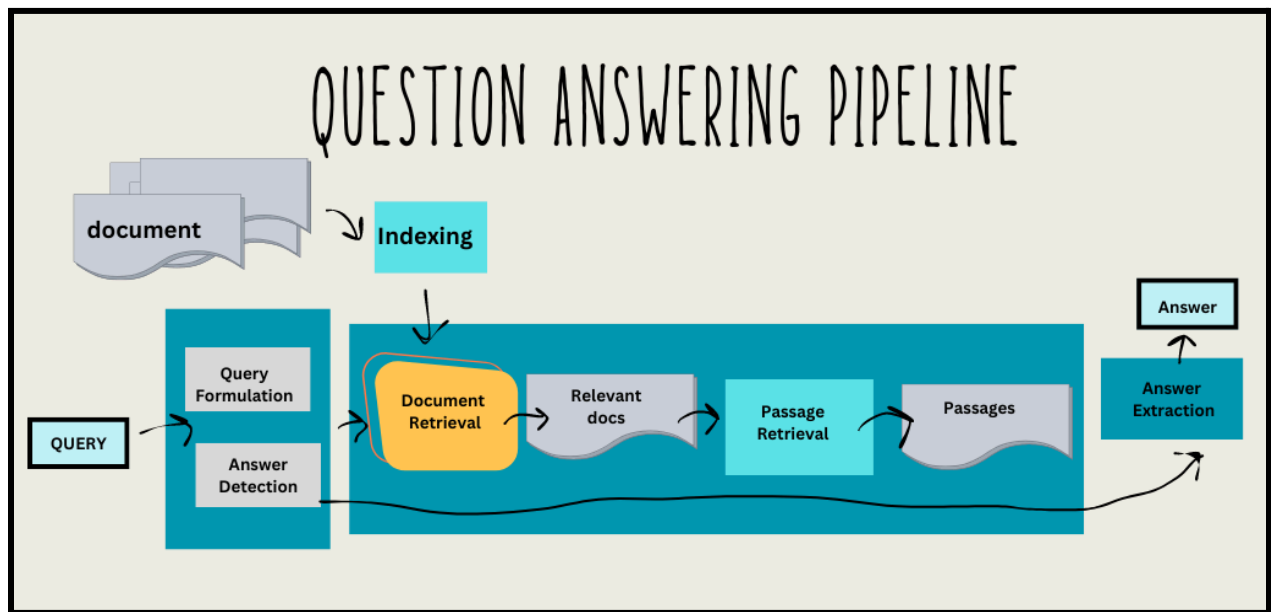 QUESTION ANSWERING PIPELINE
document
Indexing
Answer
Query
Formulation
Document
Retrieval
Relevant
docs
Passage
Retrieval
Passages
Answer
Extraction
QUERY
Answer
Detection